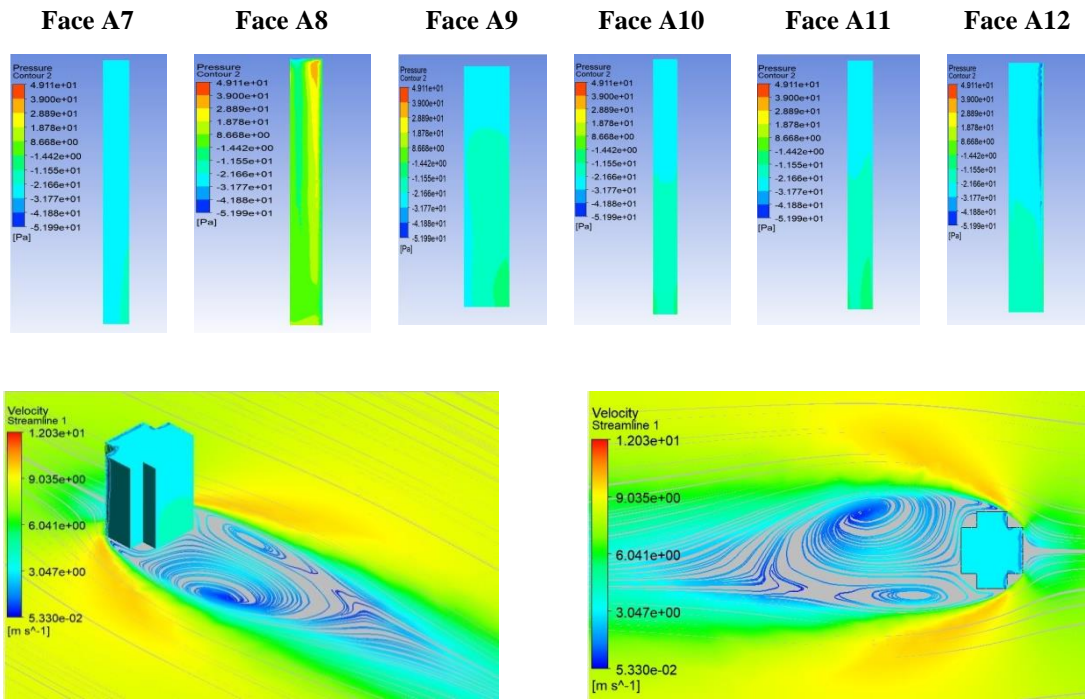 Face A7 Face A8 Face A9 Face A10 Face A11 Face A12
Pressure
Contour 2
4.911e+01
3.900e+01
2.889e+01
1.878e+01
8.668e+00
-1.442e+00
-1.155e+01
-2.166e+01
-3.177e+01
-4.188e+01
-5.199e+01
[Pa]
Pressure
Contour 2
4.911e+01
3.900e+01
2.889e+01
1.878e+01
8.668e+00
-1.442e+00
-1.155e+01
-2.166e+01
-3.177e+01
-4.188e+01
-5.199e+01
[Pa]
Pressure
Contour 2
4.911e+01
3.900e+01
2.889e+01
1.878e+01
8.668e+00
-1.442e+00
-1.155e+01
-2.166e+01
-3.177e+01
-4.188e+01
-5.199e+01
[Pa]
Pressure
Contour 2
4.911e+01
3.900e+01
2.889e+01
1.878e+01
8.668e+00
-1.442e+00
-1.155e+01
-2.166e+01
-3.177e+01
-4.188e+01
-5.199e+01
[Pa]
Pressure
Contour 2
4.911e+01
3.900e+01
2.889e+01
1.878e+01
8.668e+00
-1.442e+00
-1.155e+01
-2.166e+01
-3.177e+01
-4.188e+01
-5.199e+01
[Pa]
Pressure
Contour 2
4.911e+01
3.900e+01
2.889e+01
1.878e+01
8.668e+00
-1.442e+00
-1.155e+01
-2.166e+01
-3.177e+01
-4.188e+01
-5.199e+01
[Pa]
Velocity
Streamline 1
1.203e+01
9.035e+00
6.041e+00
3.047e+00
5.330e-02
[m s^-1]
Velocity
Streamline 1
1.203e+01
9.035e+00
6.041e+00
3.047e+00
5.330e-02
[m s^-1]